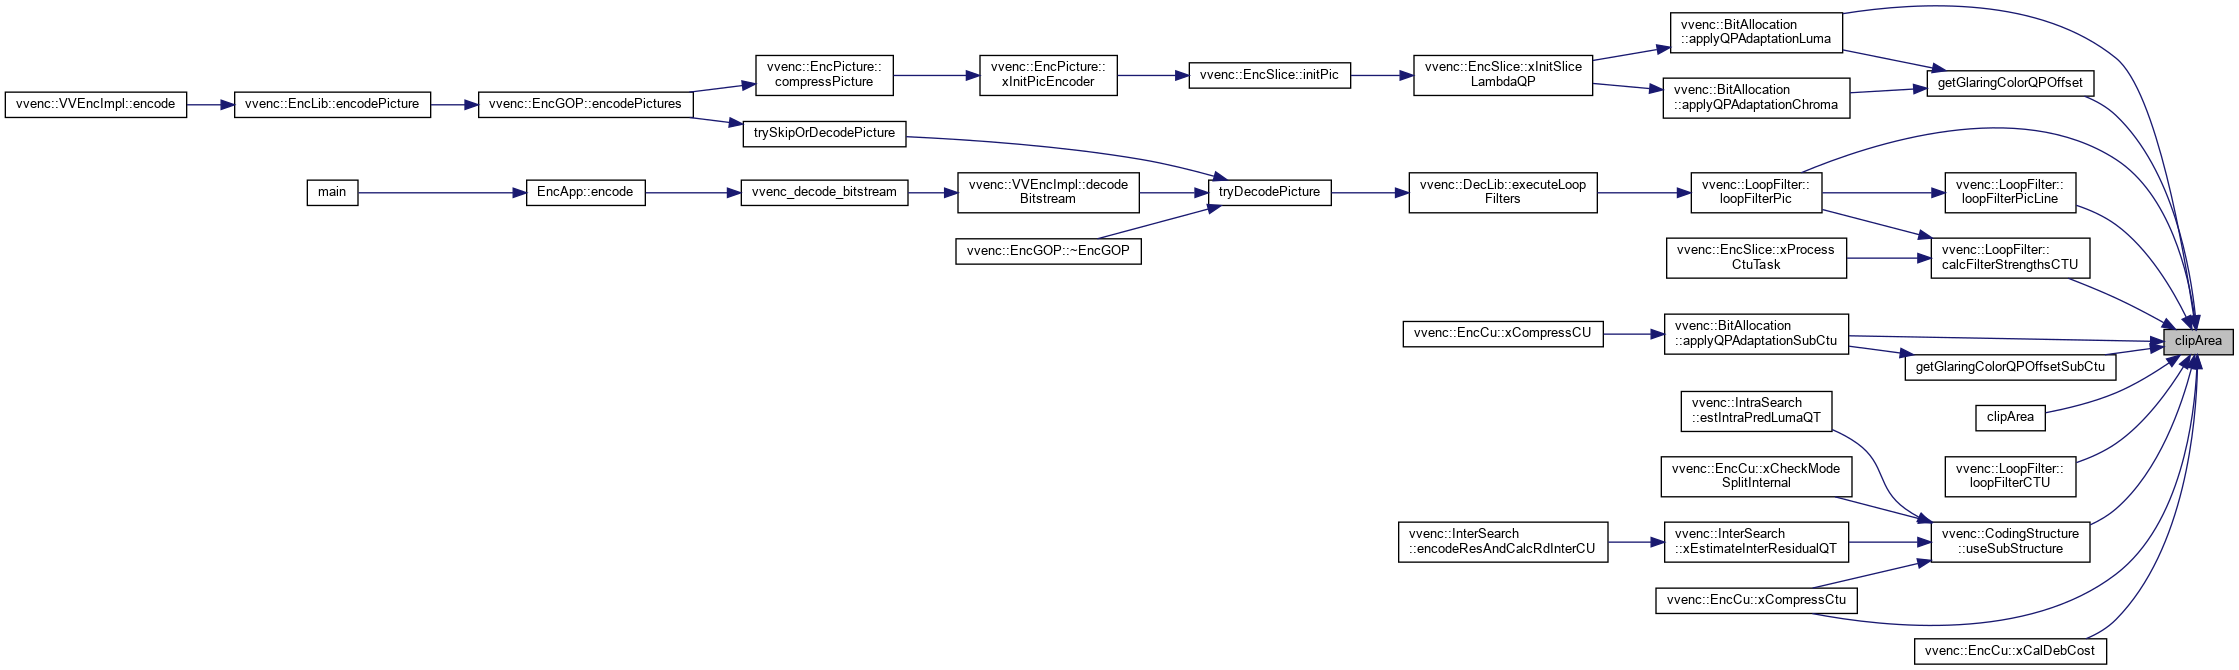 vvenc::VVEncImpl::encode
vvenc::EncLib::encodePicture
vvenc::EncGOP::encodePictures
vvenc::EncPicture::
compressPicture
vvenc::EncPicture::
xInitPicEncoder
vvenc::EncSlice::initPic
vvenc::EncSlice::xInitSlice
LambdaQP
vvenc::BitAllocation
::applyQPAdaptationLuma
getGlaringColorQPOffset
vvenc::BitAllocation
::applyQPAdaptationChroma
trySkipOrDecodePicture
main
EncApp::encode
vvenc_decode_bitstream
vvenc::VVEncImpl::decode
Bitstream
tryDecodePicture
vvenc::DecLib::executeLoop
Filters
vvenc::LoopFilter::
loopFilterPic
vvenc::LoopFilter::
loopFilterPicLine
vvenc::EncGOP::~EncGOP
vvenc::EncSlice::xProcess
CtuTask
vvenc::LoopFilter::
calcFilterStrengthsCTU
vvenc::EncCu::xCompressCU
vvenc::BitAllocation
::applyQPAdaptationSubCtu
clipArea
getGlaringColorQPOffsetSubCtu
vvenc::IntraSearch
::estIntraPredLumaQT
clipArea
vvenc::EncCu::xCheckMode
SplitInternal
vvenc::LoopFilter::
loopFilterCTU
vvenc::InterSearch
::encodeResAndCalcRdInterCU
vvenc::InterSearch
::xEstimateInterResidualQT
vvenc::CodingStructure
::useSubStructure
vvenc::EncCu::xCompressCtu
vvenc::EncCu::xCalDebCost